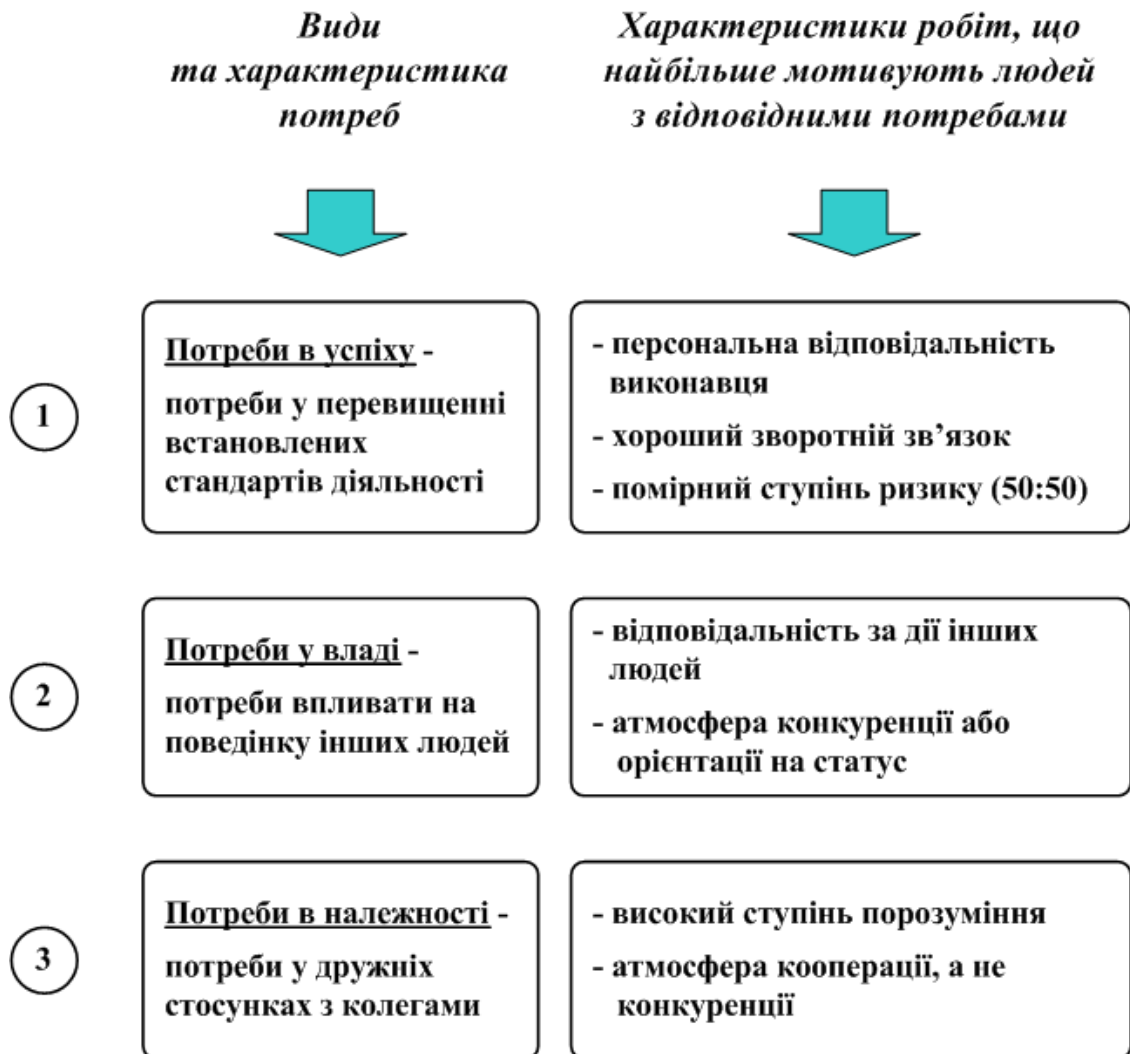 Види
та характеристика
потреб
Характеристики робіт, що
найбільше мотивують людей
з відповідними потребами
1
Потреби в успіху -
потреби у перевищенні
встановлених
стандартів діяльності
- персональна відповідальність
виконавця
- хороший зворотній зв’язок
- помірний ступінь ризику (50:50)
2
Потреби у владі -
потреби впливати на
поведінку інших людей
- відповідальність за дії інших
людей
- атмосфера конкуренції або
орієнтації на статус
3
Потреби в належності -
потреби у дружніх
стосунках з колегами
- високий ступінь порозуміння
- атмосфера кооперації, а не
конкуренції